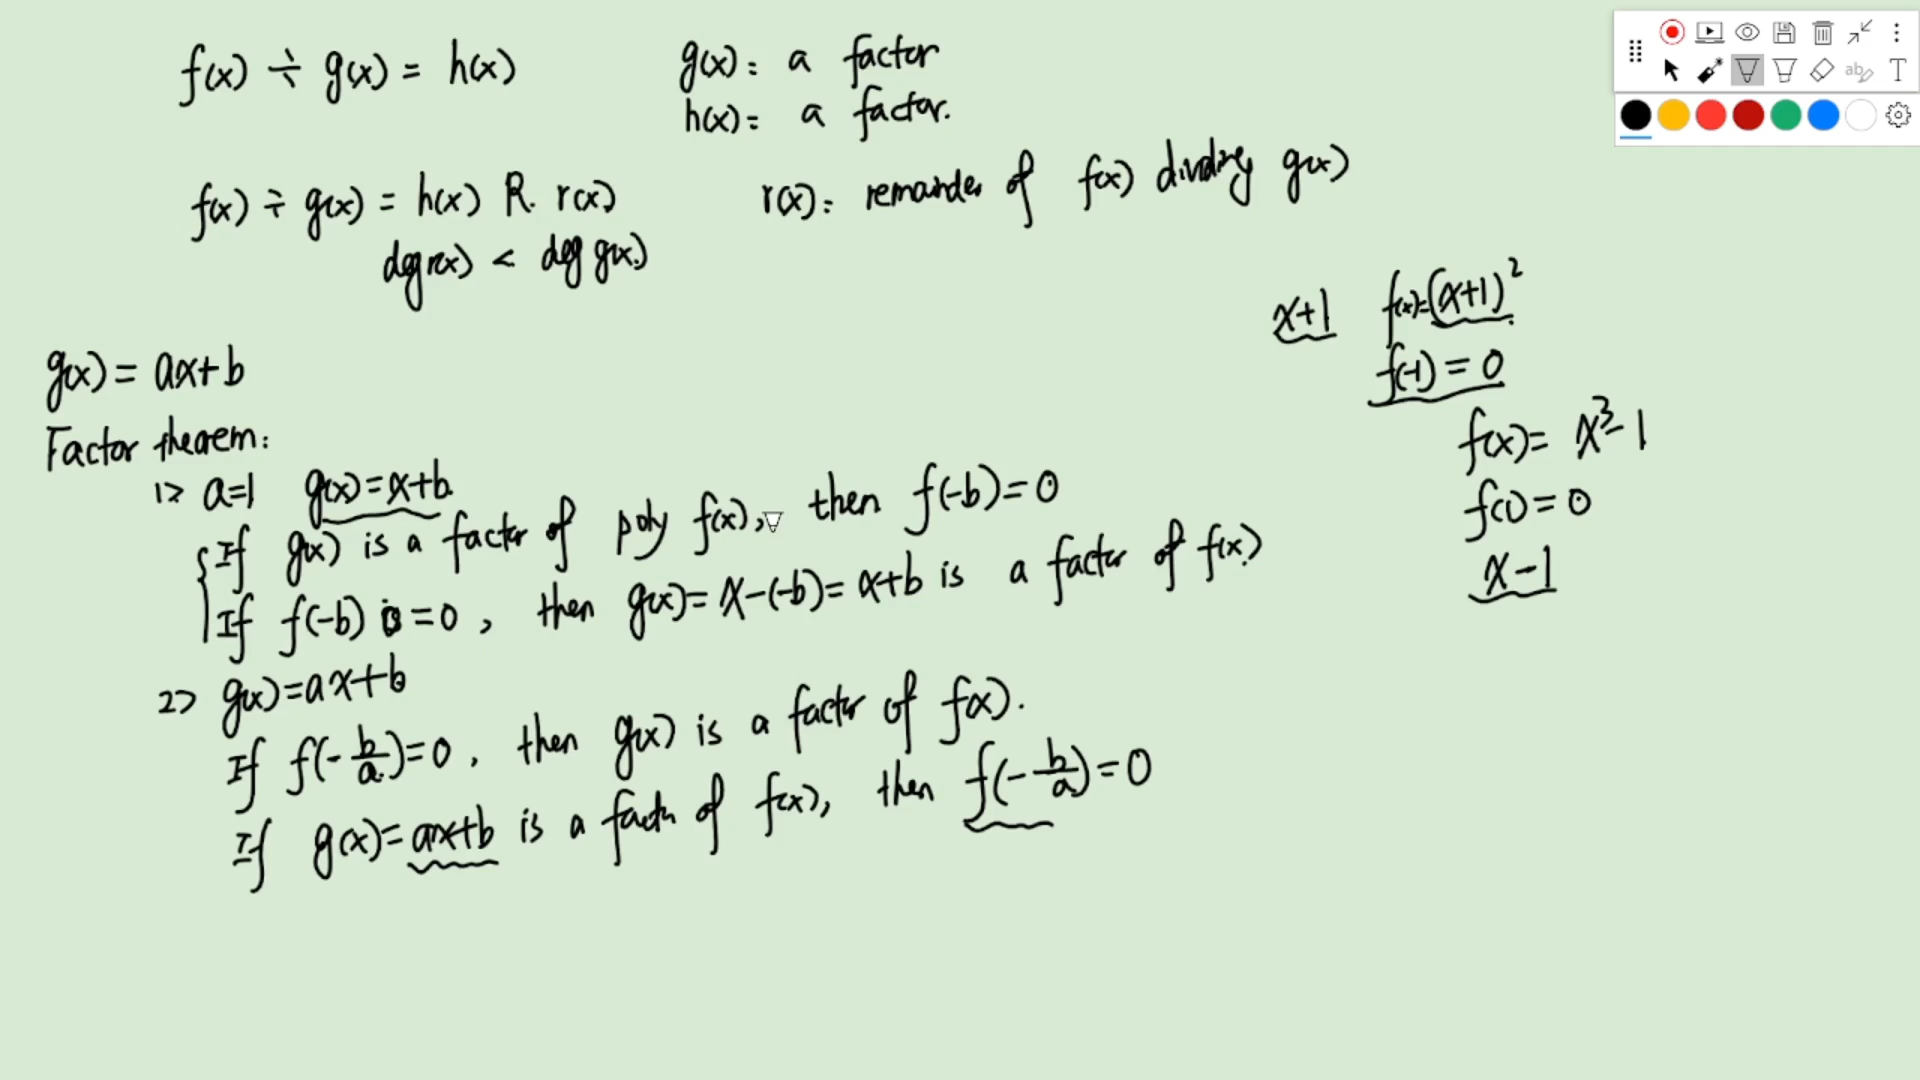 f(x) ÷ g(x) = h(x)
g(x): a factor
h(x): a factor.
f(x) ÷ g(x) = h(x) R. r(x)
r(x): remainder of f(x) dividing g(x)
deg r(x) < deg g(x)
x+1 f(x)=(x+1)²
f(-1) = 0
g(x) = ax+b
f(x) = x³-1
Factor theorem:
f(1) = 0
1> a=1 g(x)=x+b
x-1
If g(x) is a factor of poly f(x), then f(-b)=0
If f(-b) =0, then g(x)= x-(-b)= x+b is a factor of f(x)
2> g(x)=ax+b
If f(-b/a)=0, then g(x) is a factor of f(x).
If g(x)=ax+b is a factor of f(x), then f(-b/a)=0
ab
T